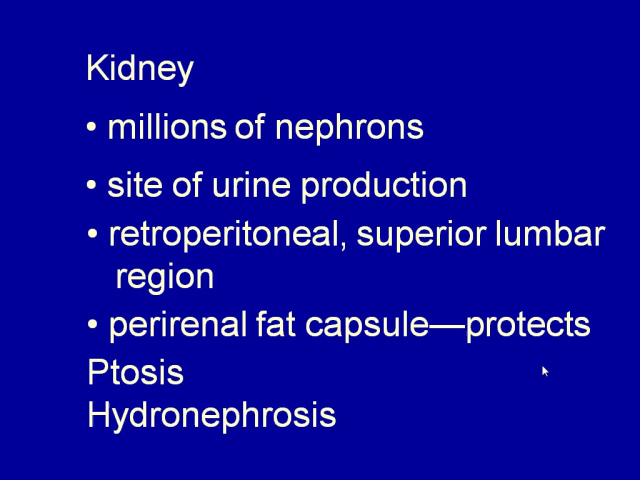 Kidney
• millions of nephrons
• site of urine production
• retroperitoneal, superior lumbar
region
• perirenal fat capsule—protects
Ptosis
Hydronephrosis